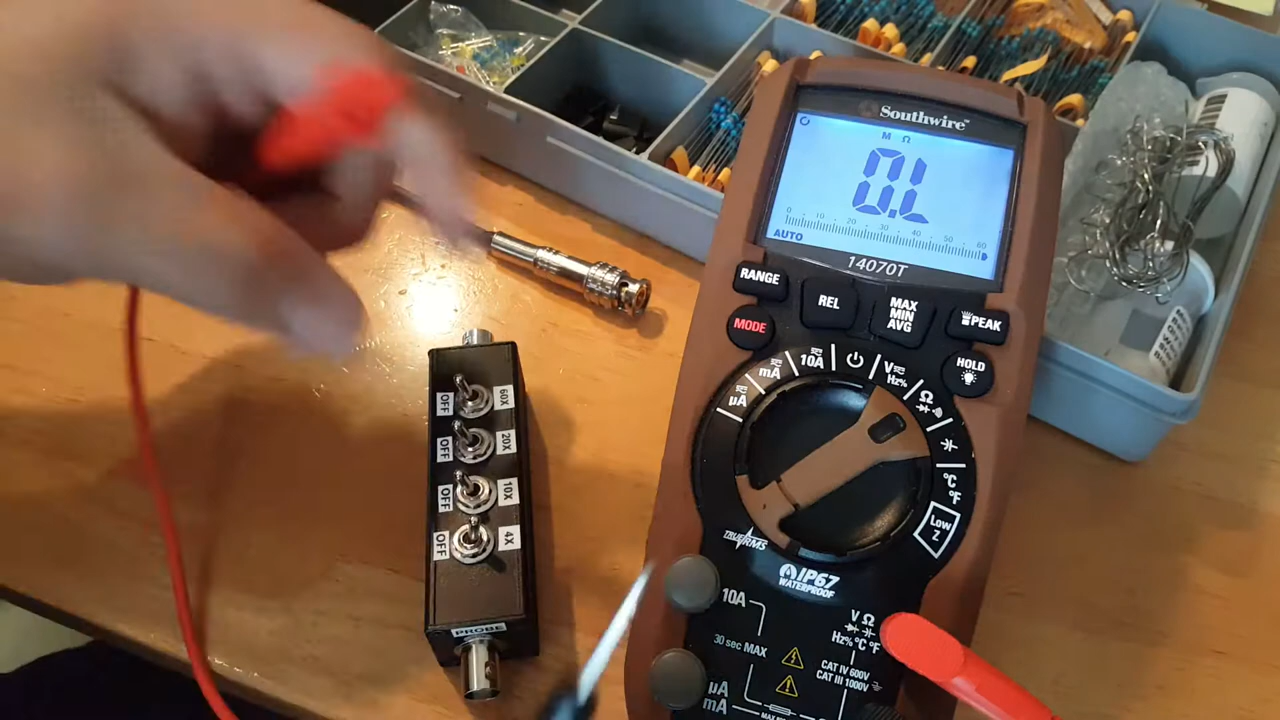 Southwire™
M Ω
0.L
0 10 20 30 40 50 60
AUTO
14070T
RANGE
REL
MAX
MIN
AVG
PEAK
MODE
HOLD
10A
mA
µA
V
Hz%
Ω
°C
°F
Low
Z
TRUE RMS
IP67
WATERPROOF
10A
30 sec MAX
µA
mA
V Ω
Hz% °C °F
CAT IV 600V
CAT III 1000V
OFF 60X
OFF 20X
OFF 10X
OFF 4X
PROBE